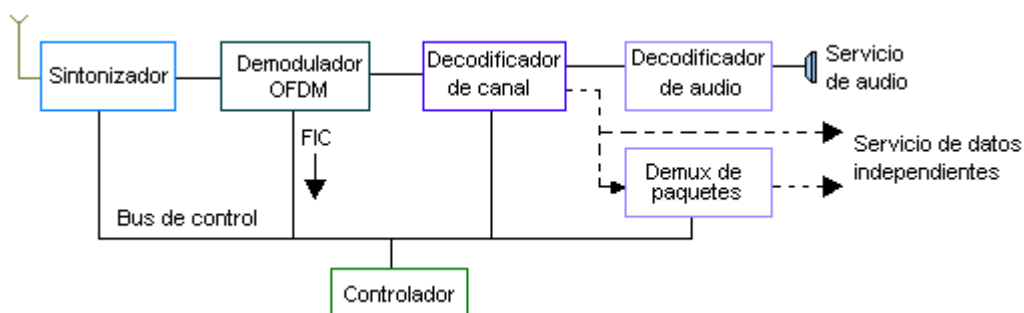 Sintonizador
Demodulador
OFDM
Decodificador
de canal
Decodificador
de audio
Servicio
de audio
FIC
Servicio de datos
independientes
Demux de
paquetes
Bus de control
Controlador